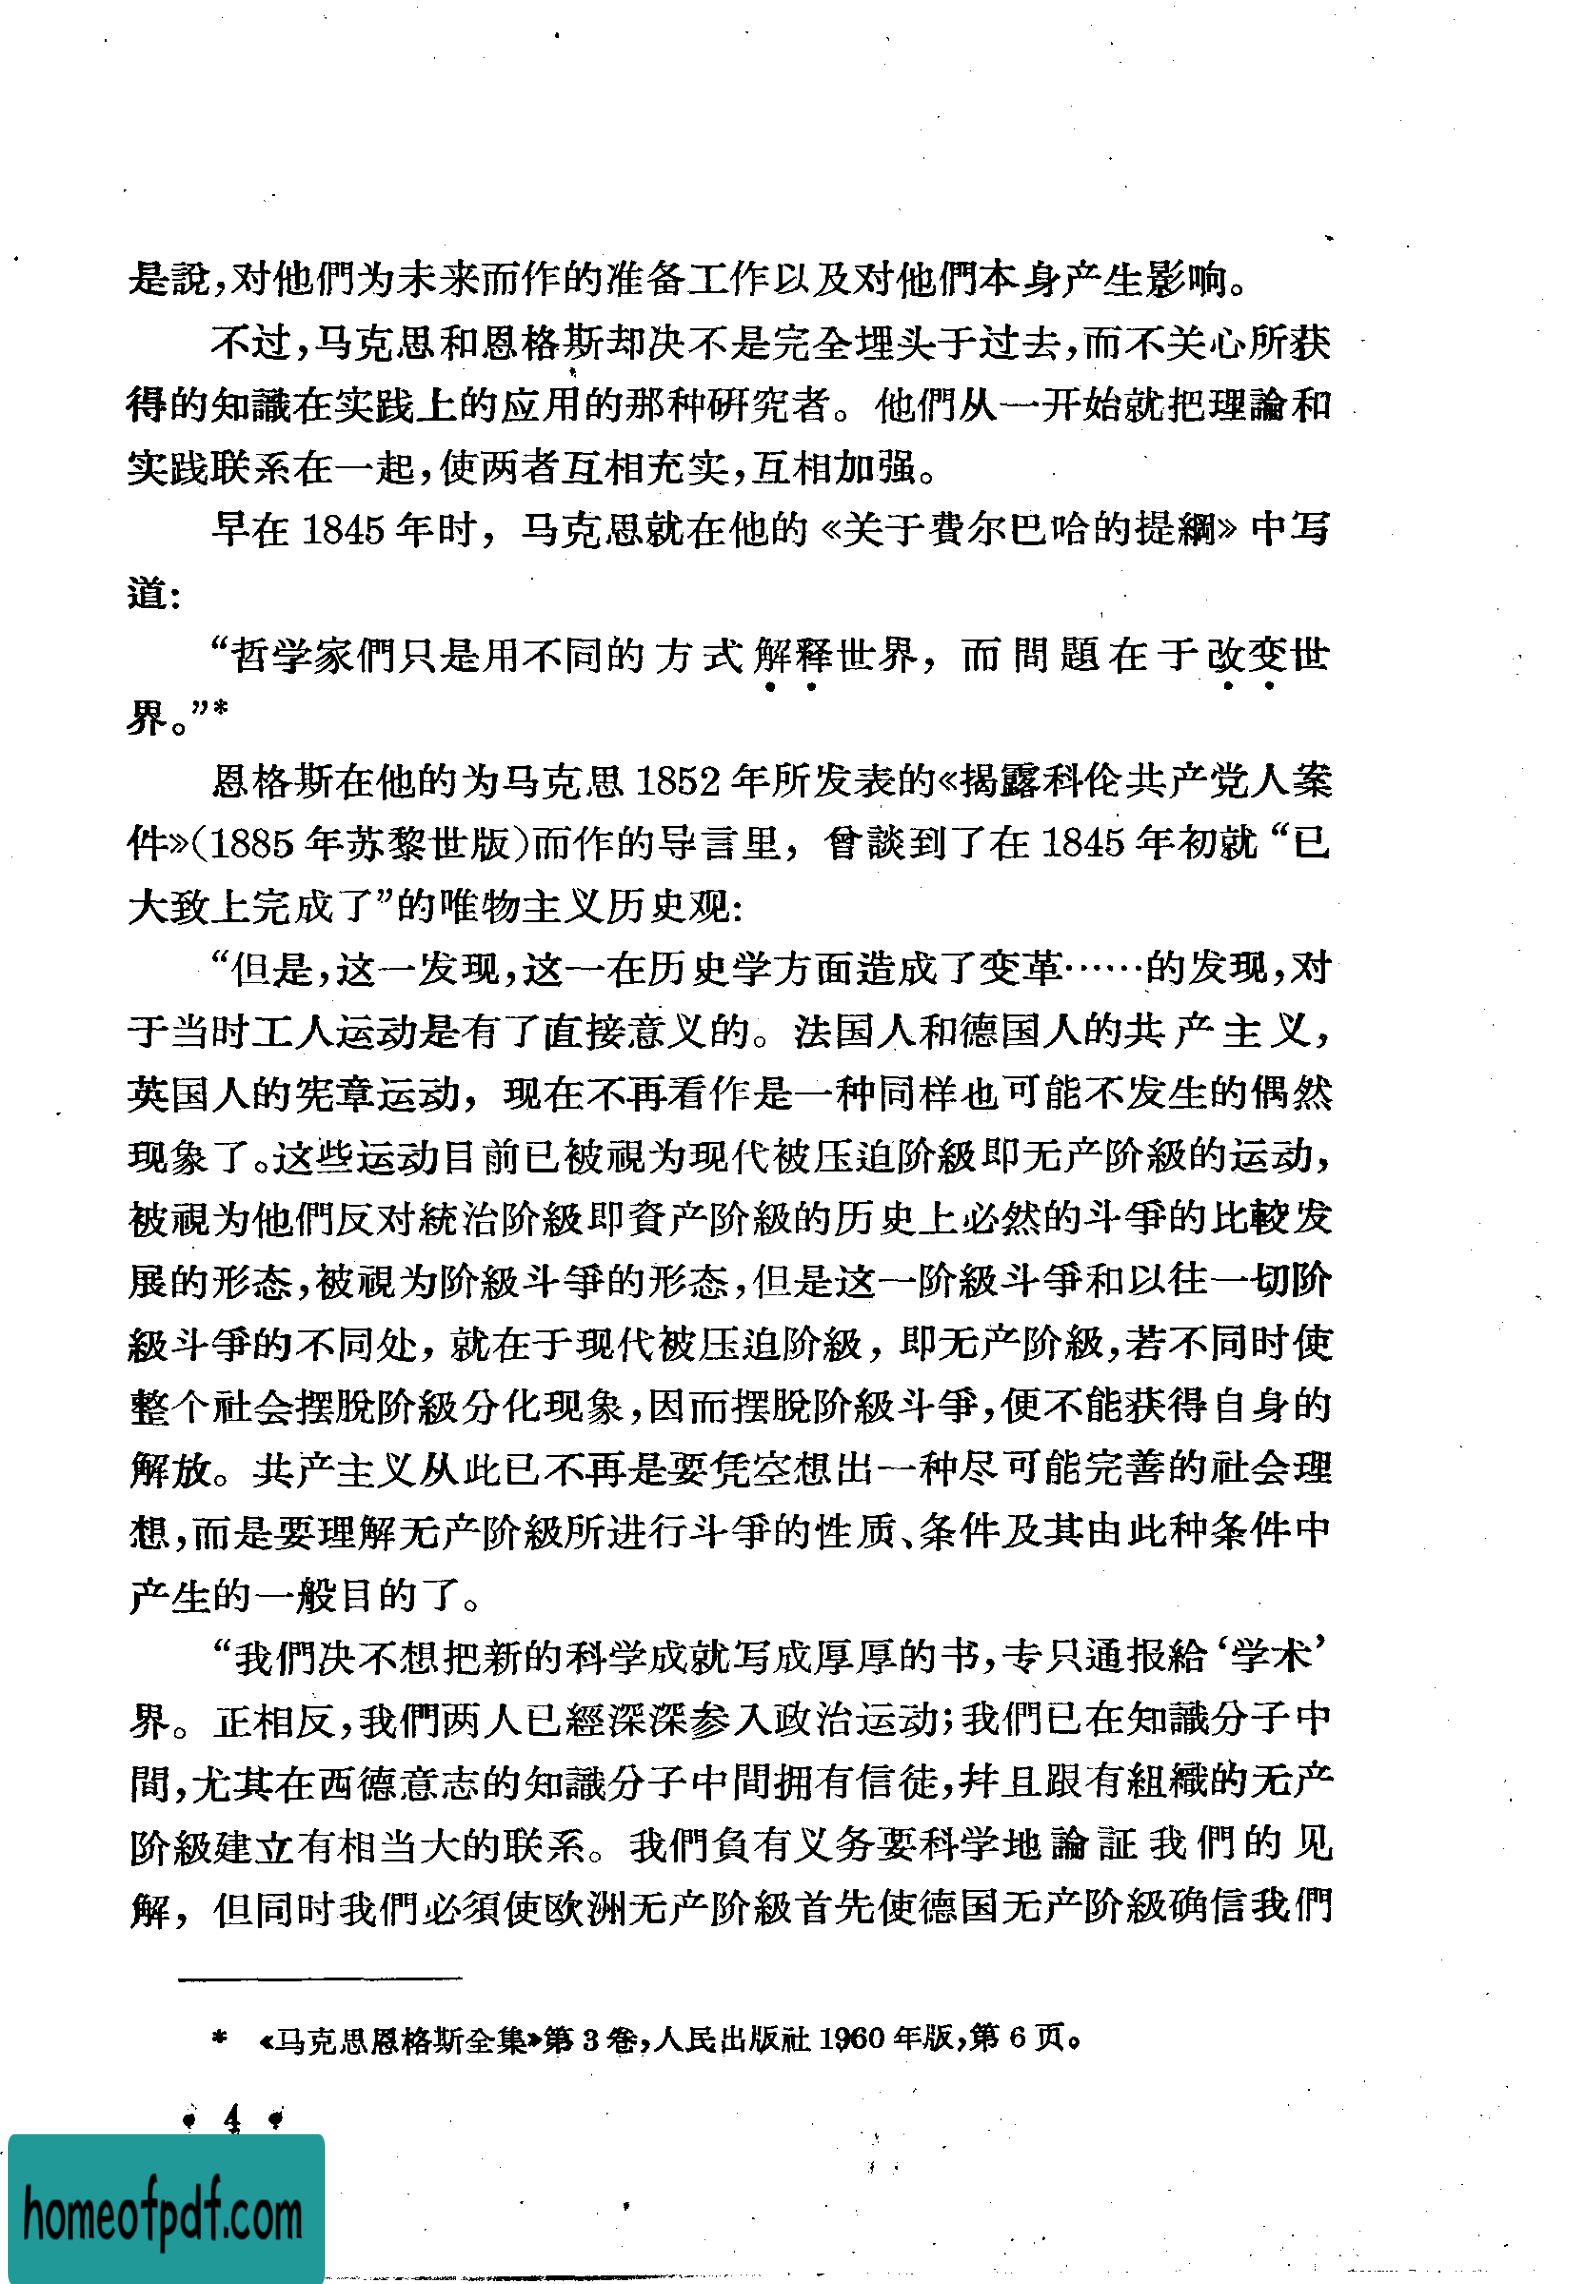 是說，对他們为未来而作的准备工作以及对他們本身产生影响。
不过，马克思和恩格斯却决不是完全埋头于过去，而不关心所获
得的知識在实践上的应用的那种研究者。他們从一开始就把理論和
实践联系在一起，使两者互相充实，互相加强。
早在 1845 年时，马克思就在他的《关于費尔巴哈的提綱》中写
道：
“哲学家們只是用不同的方式解释世界，而問題在于改变世
界。”*
恩格斯在他的为马克思 1852 年所发表的《揭露科伦共产党人案
件》（1885 年苏黎世版）而作的导言里，曾談到了在 1845 年初就“已
大致上完成了”的唯物主义历史观：
“但是，这一发现，这一在历史学方面造成了变革……的发现，对
于当时工人运动是有了直接意义的。法国人和德国人的共产主义，
英国人的宪章运动，现在不再看作是一种同样也可能不发生的偶然
现象了。这些运动目前已被視为现代被压迫阶級即无产阶級的运动，
被視为他們反对統治阶級即資产阶級的历史上必然的斗爭的比較发
展的形态，被視为阶級斗爭的形态，但是这一阶級斗爭和以往一切阶
級斗爭的不同处，就在于现代被压迫阶級，即无产阶級，若不同时使
整个社会摆脫阶級分化现象，因而摆脫阶級斗爭，便不能获得自身的
解放。共产主义从此已不再是要凭空想出一种尽可能完善的社会理
想，而是要理解无产阶級所进行斗爭的性质、条件及其由此种条件中
产生的一般目的了。
“我們决不想把新的科学成就写成厚厚的书，专只通报給‘学术’
界。正相反，我們两人已經深深参入政治运动；我們已在知識分子中
間，尤其在西德意志的知識分子中間拥有信徒，幷且跟有組織的无产
阶級建立有相当大的联系。我們負有义务要科学地論証我們的见
解，但同时我們必須使欧洲无产阶級首先使德国无产阶級确信我們
* 《马克思恩格斯全集》第 3 卷，人民出版社 1960 年版，第 6 页。
• 4 •
homeofpdf.com